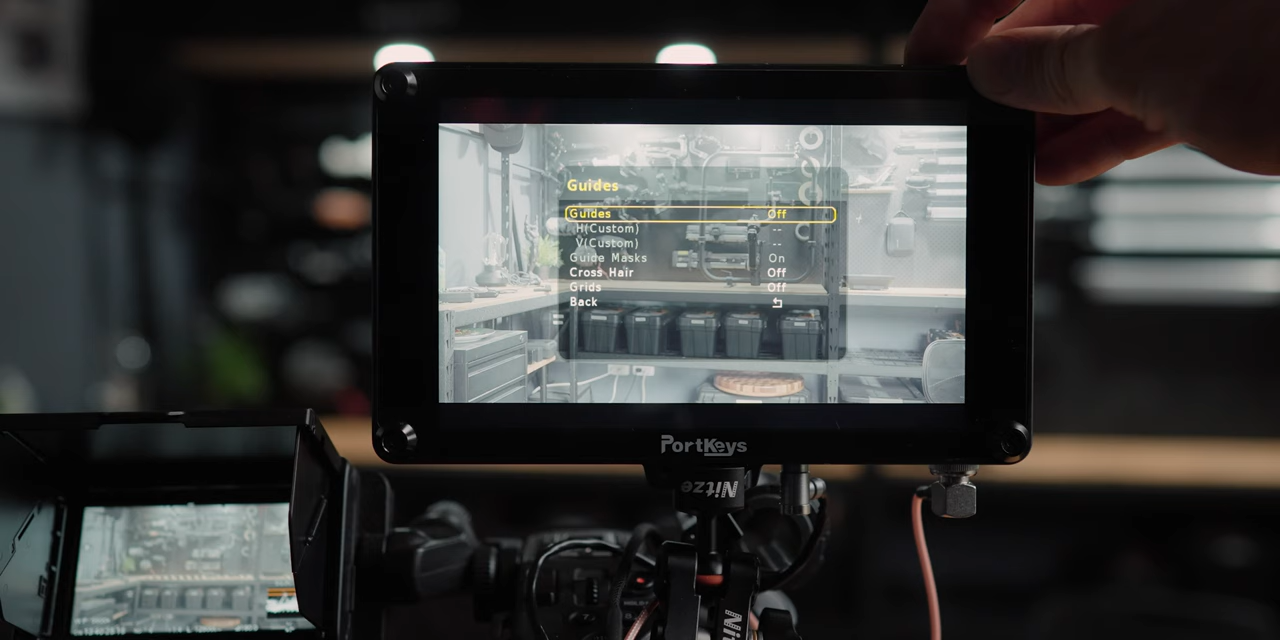 Guides
Guides Off
H(Custom) --
V(Custom) --
Guide Masks On
Cross Hair Off
Grids Off
Back
PortKeys
Nitze